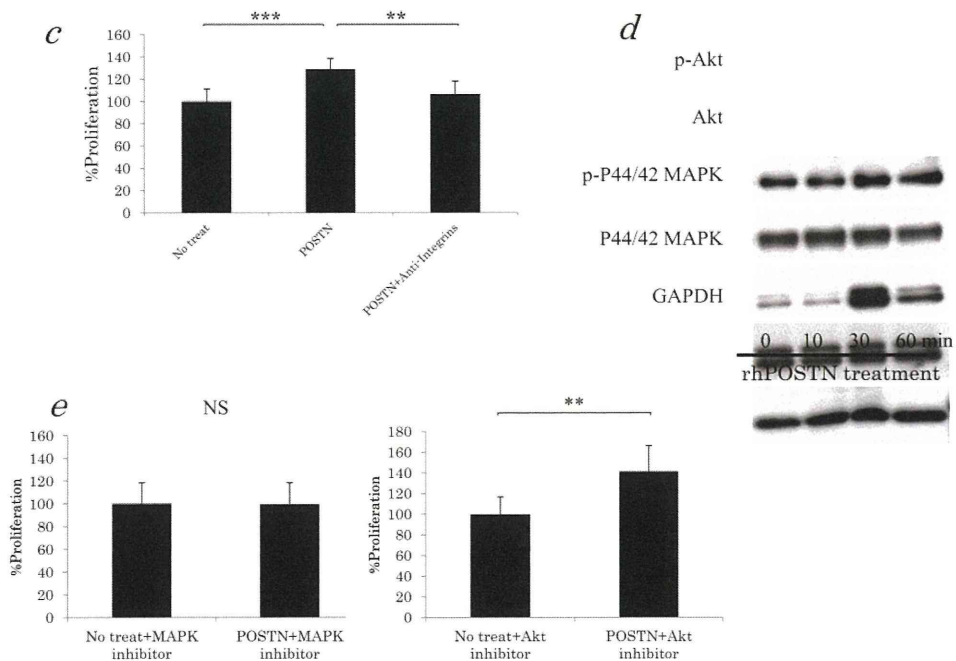 c
*** **
%Proliferation
160
140
120
100
80
60
40
20
0
No treat
POSTN
POSTN+Anti-Integrins
d
p-Akt
Akt
p-P44/42 MAPK
P44/42 MAPK
GAPDH
0 10 30 60 min
rhPOSTN treatment
e
NS
%Proliferation
160
140
120
100
80
60
40
20
0
No treat+MAPK
inhibitor
POSTN+MAPK
inhibitor
**
%Proliferation
180
160
140
120
100
80
60
40
20
0
No treat+Akt
inhibitor
POSTN+Akt
inhibitor